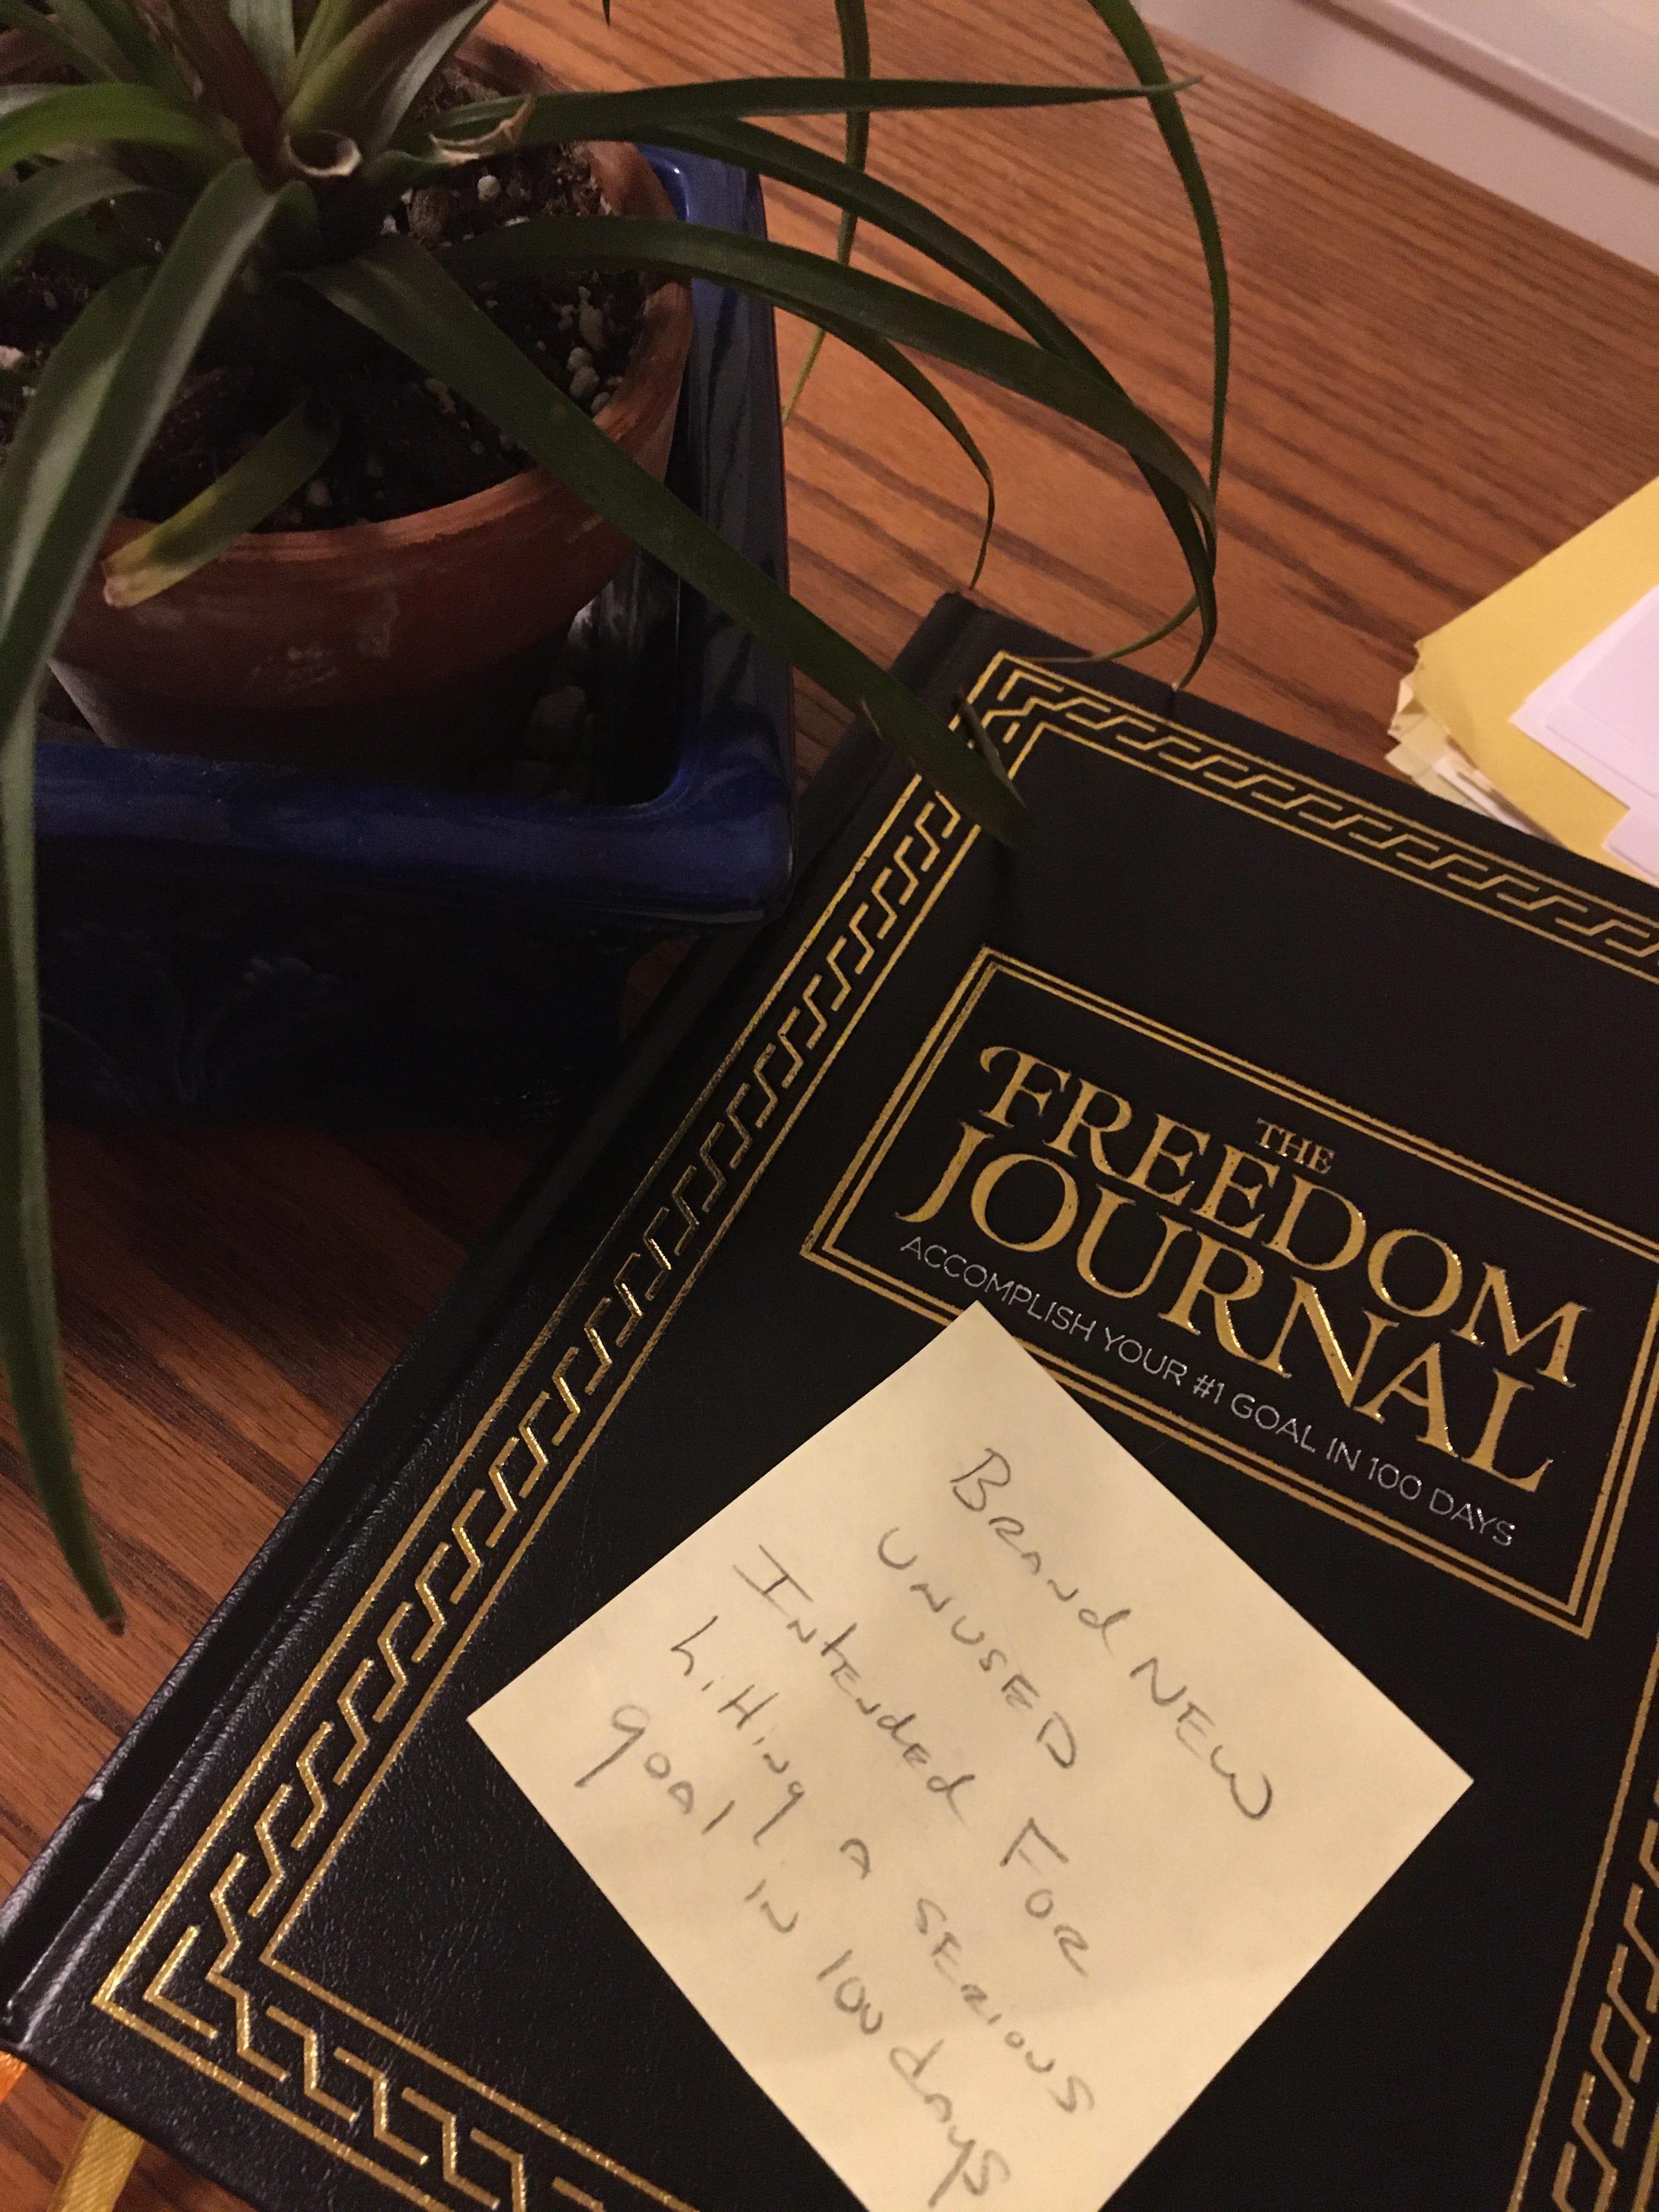 THE
FREEDOM
JOURNAL
ACCOMPLISH YOUR #1 GOAL IN 100 DAYS
Brand NEW
UNUSED
Intended FOR
hitting a serious
goal in 100 days